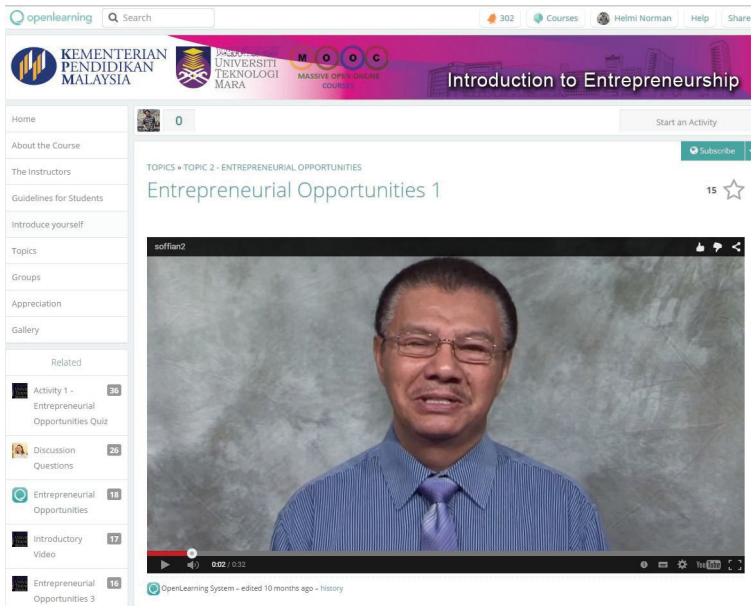 openlearning
Search
302
Courses
Helmi Norman
Help
Share
KEMENTERIAN
PENDIDIKAN
MALAYSIA
UNIVERSITI
TEKNOLOGI
MARA
M O O C
MASSIVE OPEN ONLINE
COURSES
Introduction to Entrepreneurship
Home
About the Course
The Instructors
Guidelines for Students
Introduce yourself
Topics
Groups
Appreciation
Gallery
Related
Activity 1 -
Entrepreneurial
Opportunities Quiz
36
Discussion
Questions
26
Entrepreneurial
Opportunities
18
Introductory
Video
17
Entrepreneurial
Opportunities 3
16
0
Start an Activity
Subscribe
TOPICS » TOPIC 2 - ENTREPRENEURIAL OPPORTUNITIES
Entrepreneurial Opportunities 1
15
soffian2
0:02 / 0:32
YouTube
OpenLearning System – edited 10 months ago – history